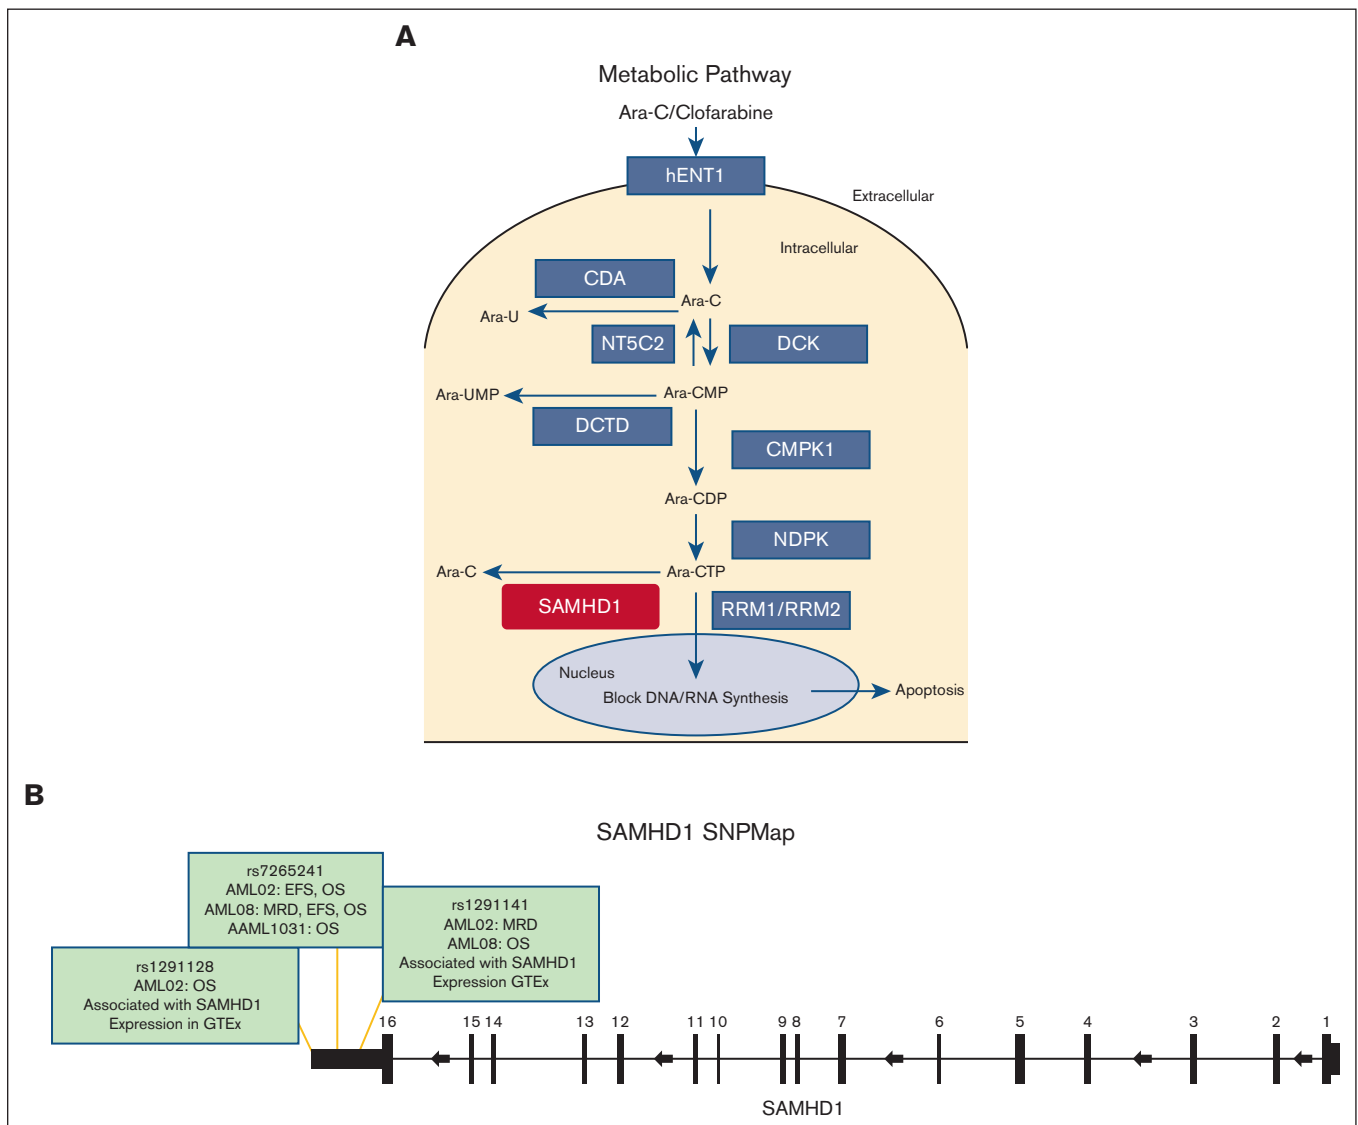 A
Metabolic Pathway
Ara-C/Clofarabine
hENT1
Extracellular
Intracellular
CDA
Ara-C
Ara-U
NT5C2
DCK
Ara-UMP
Ara-CMP
DCTD
CMPK1
Ara-CDP
NDPK
Ara-C
Ara-CTP
SAMHD1
RRM1/RRM2
Nucleus
Block DNA/RNA Synthesis
Apoptosis
B
SAMHD1 SNPMap
rs7265241
AML02: EFS, OS
AML08: MRD, EFS, OS
AAML1031: OS
rs1291141
AML02: MRD
AML08: OS
Associated with SAMHD1
Expression GTEx
rs1291128
AML02: OS
Associated with SAMHD1
Expression in GTEx
16 15 14 13 12 11 10 9 8 7 6 5 4 3 2 1
SAMHD1